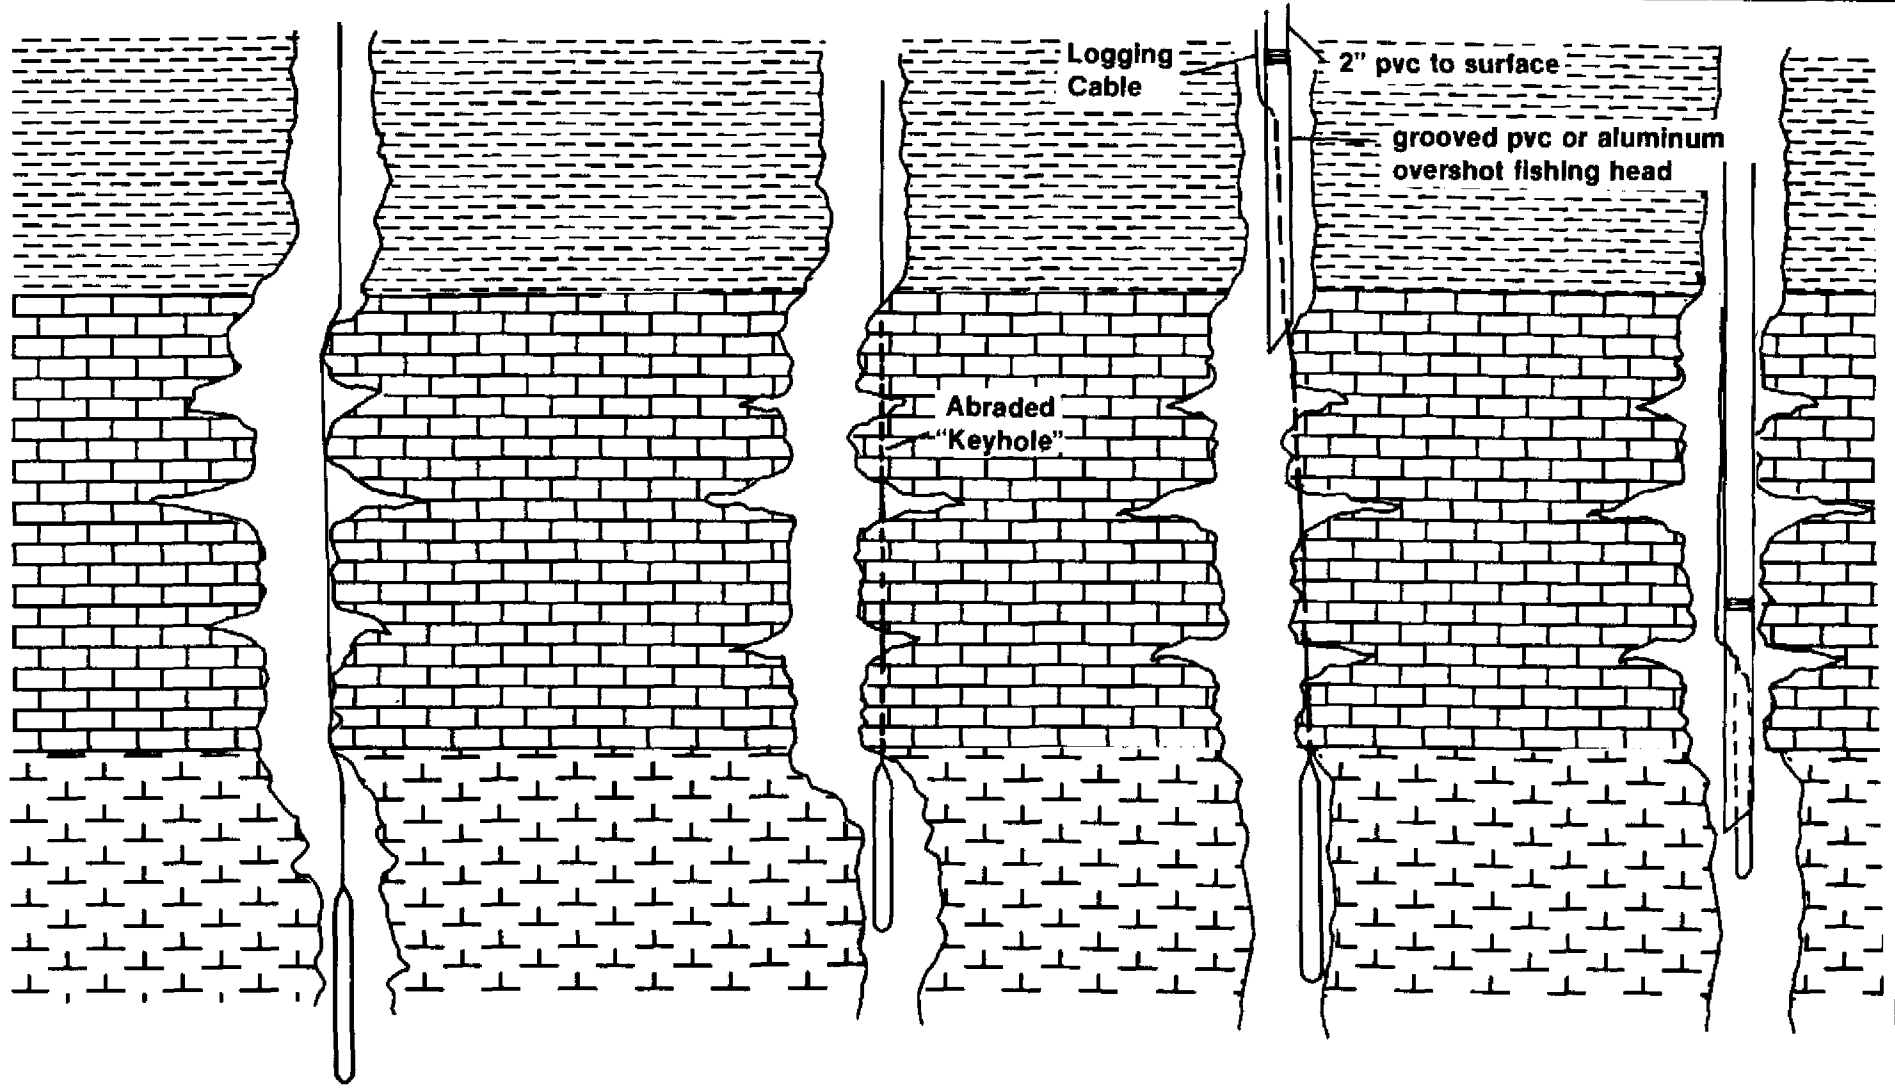 Logging
Cable
2" pvc to surface
grooved pvc or aluminum
overshot fishing head
Abraded
"Keyhole"